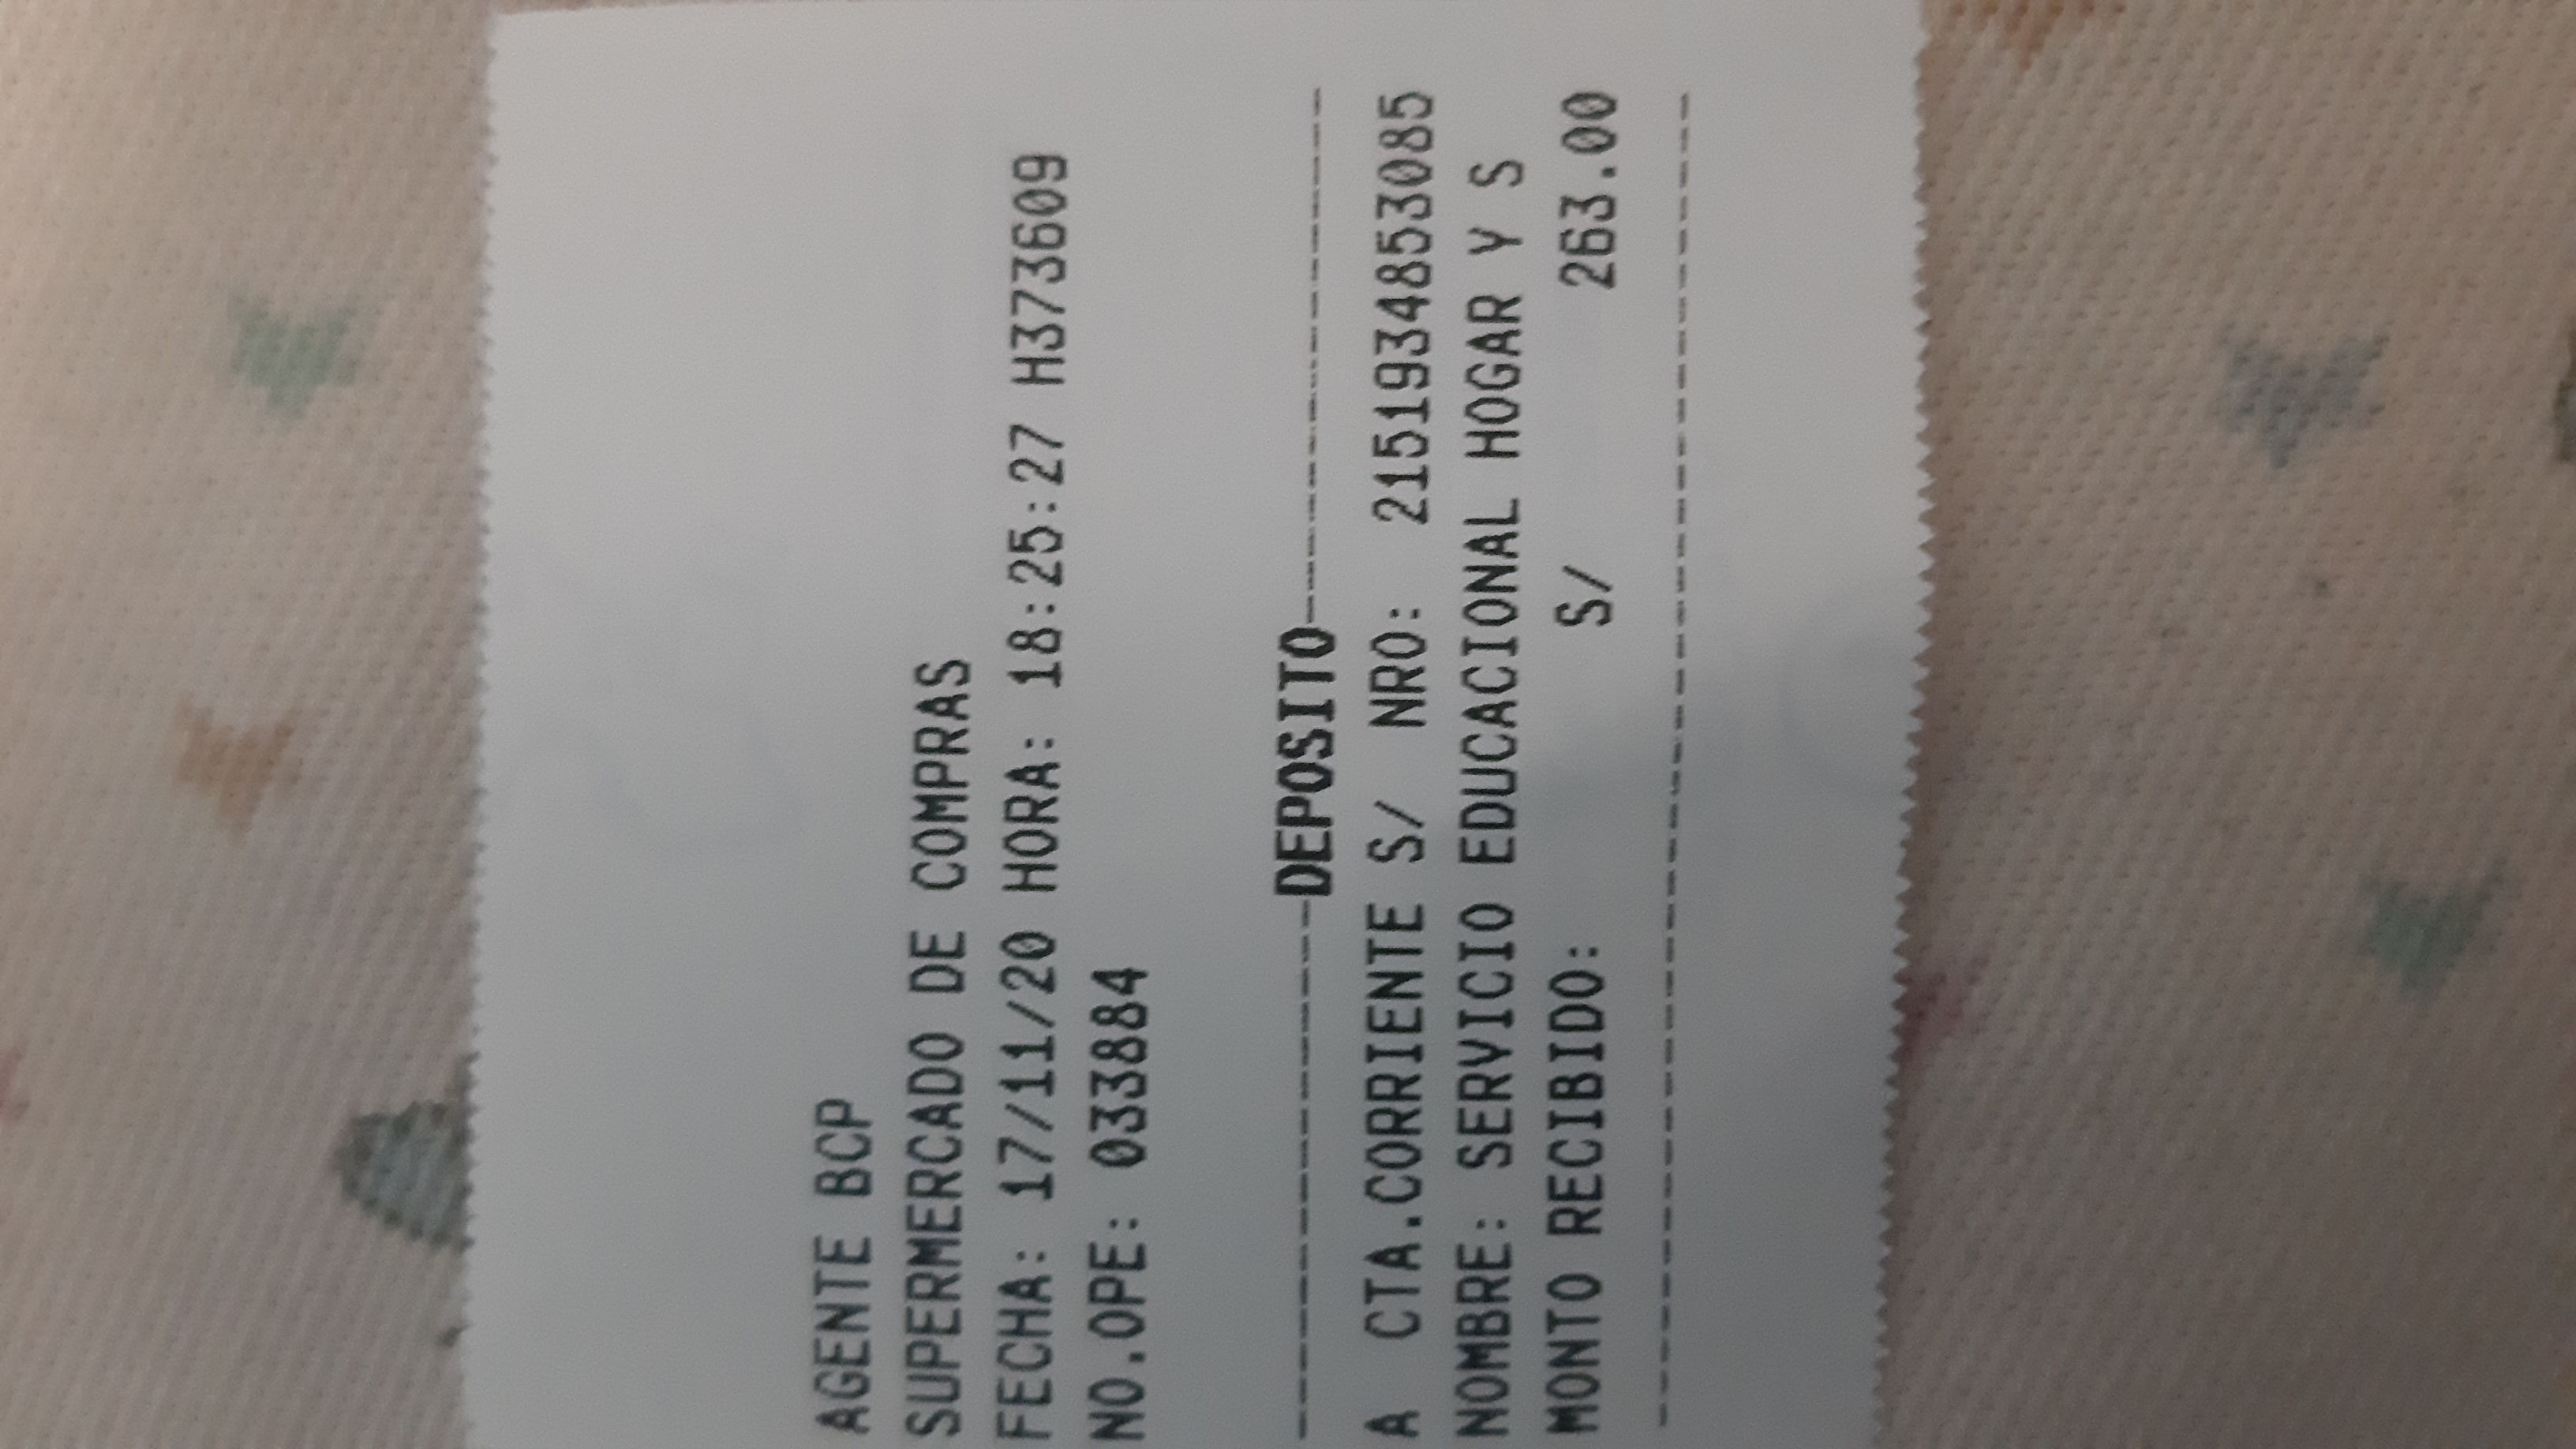 AGENTE BCP
SUPERMERCADO DE COMPRAS
FECHA: 17/11/20 HORA: 18:25:27 H373609
NO.OPE: 033884
DEPOSITO
A CTA.CORRIENTE S/ NRO: 2151934853085
NOMBRE: SERVICIO EDUCACIONAL HOGAR Y S
MONTO RECIBIDO: S/ 263.00